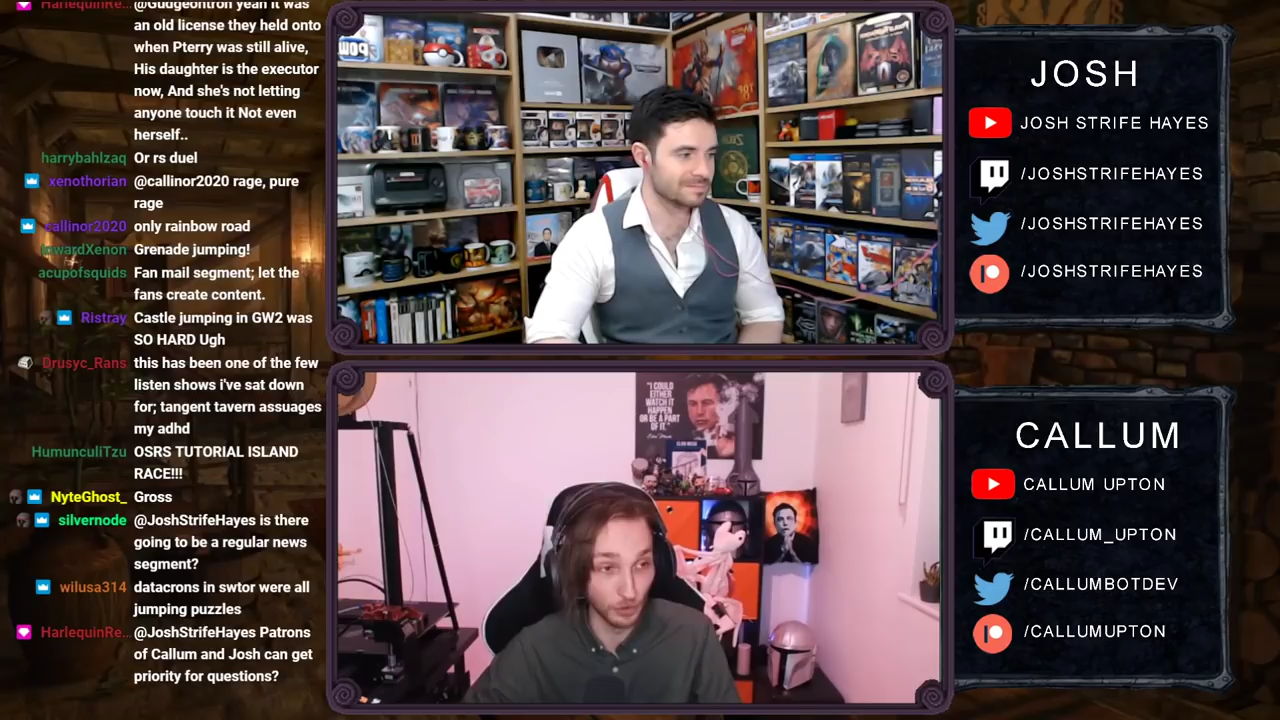 HarlequinRe... @Gudgeontron yeah it was
an old license they held onto
when Pterry was still alive,
His daughter is the executor
now, And she's not letting
anyone touch it Not even
herself..
harrybahlzaq Or rs duel
xenothorian @callinor2020 rage, pure
rage
callinor2020 only rainbow road
Grenade jumping!
acupofsquids Fan mail segment; let the
fans create content.
Ristray Castle jumping in GW2 was
SO HARD Ugh
Drusyc_Rans this has been one of the few
listen shows i've sat down
for; tangent tavern assuages
my adhd
HumunculiTzu OSRS TUTORIAL ISLAND
RACE!!!
NyteGhost_ Gross
silvernode @JoshStrifeHayes is there
going to be a regular news
segment?
wilusa314 datacrons in swtor were all
jumping puzzles
HarlequinRe... @JoshStrifeHayes Patrons
of Callum and Josh can get
priority for questions?
JOSH
JOSH STRIFE HAYES
/JOSHSTRIFEHAYES
/JOSHSTRIFEHAYES
/JOSHSTRIFEHAYES
"I COULD
EITHER
WATCH IT
HAPPEN
OR BE A PART
OF IT."
CALLUM
CALLUM UPTON
/CALLUM_UPTON
/CALLUMBOTDEV
/CALLUMUPTON